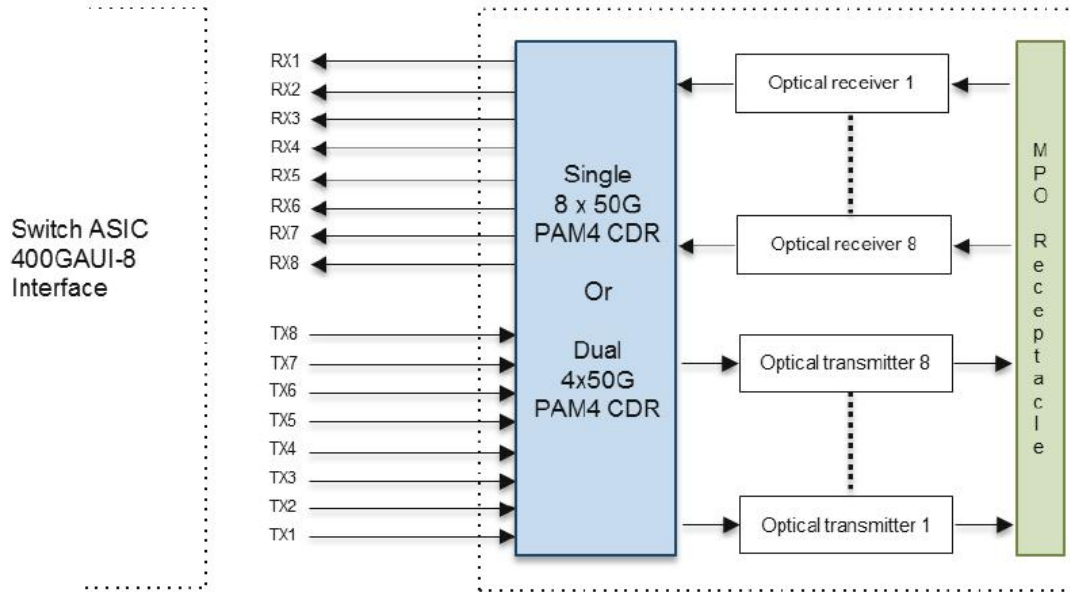 Switch ASIC
400GAUI-8
Interface
RX1
RX2
RX3
RX4
RX5
RX6
RX7
RX8
TX8
TX7
TX6
TX5
TX4
TX3
TX2
TX1
Single
8 x 50G
PAM4 CDR
Or
Dual
4x50G
PAM4 CDR
Optical receiver 1
Optical receiver 8
Optical transmitter 8
Optical transmitter 1
MPO Receptacle